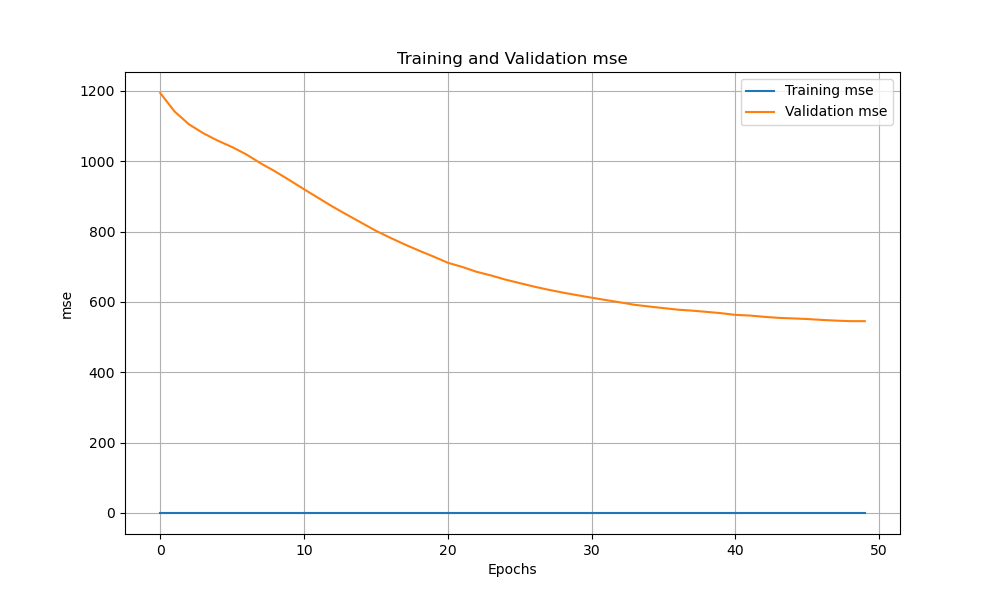 Training and Validation mse
Training mse
Validation mse
1200
1000
800
600
400
200
0
mse
0 10 20 30 40 50
Epochs